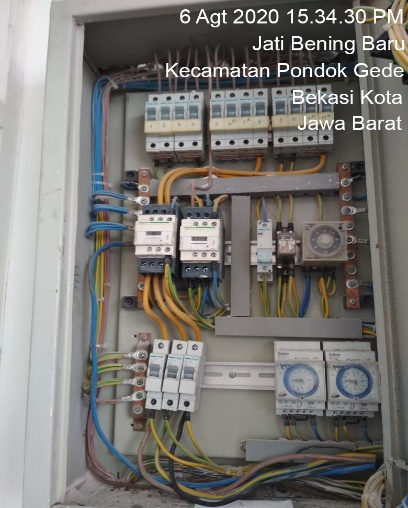 6 Agt 2020 15.34.30 PM
Jati Bening Baru
Kecamatan Pondok Gede
Bekasi Kota
Jawa Barat